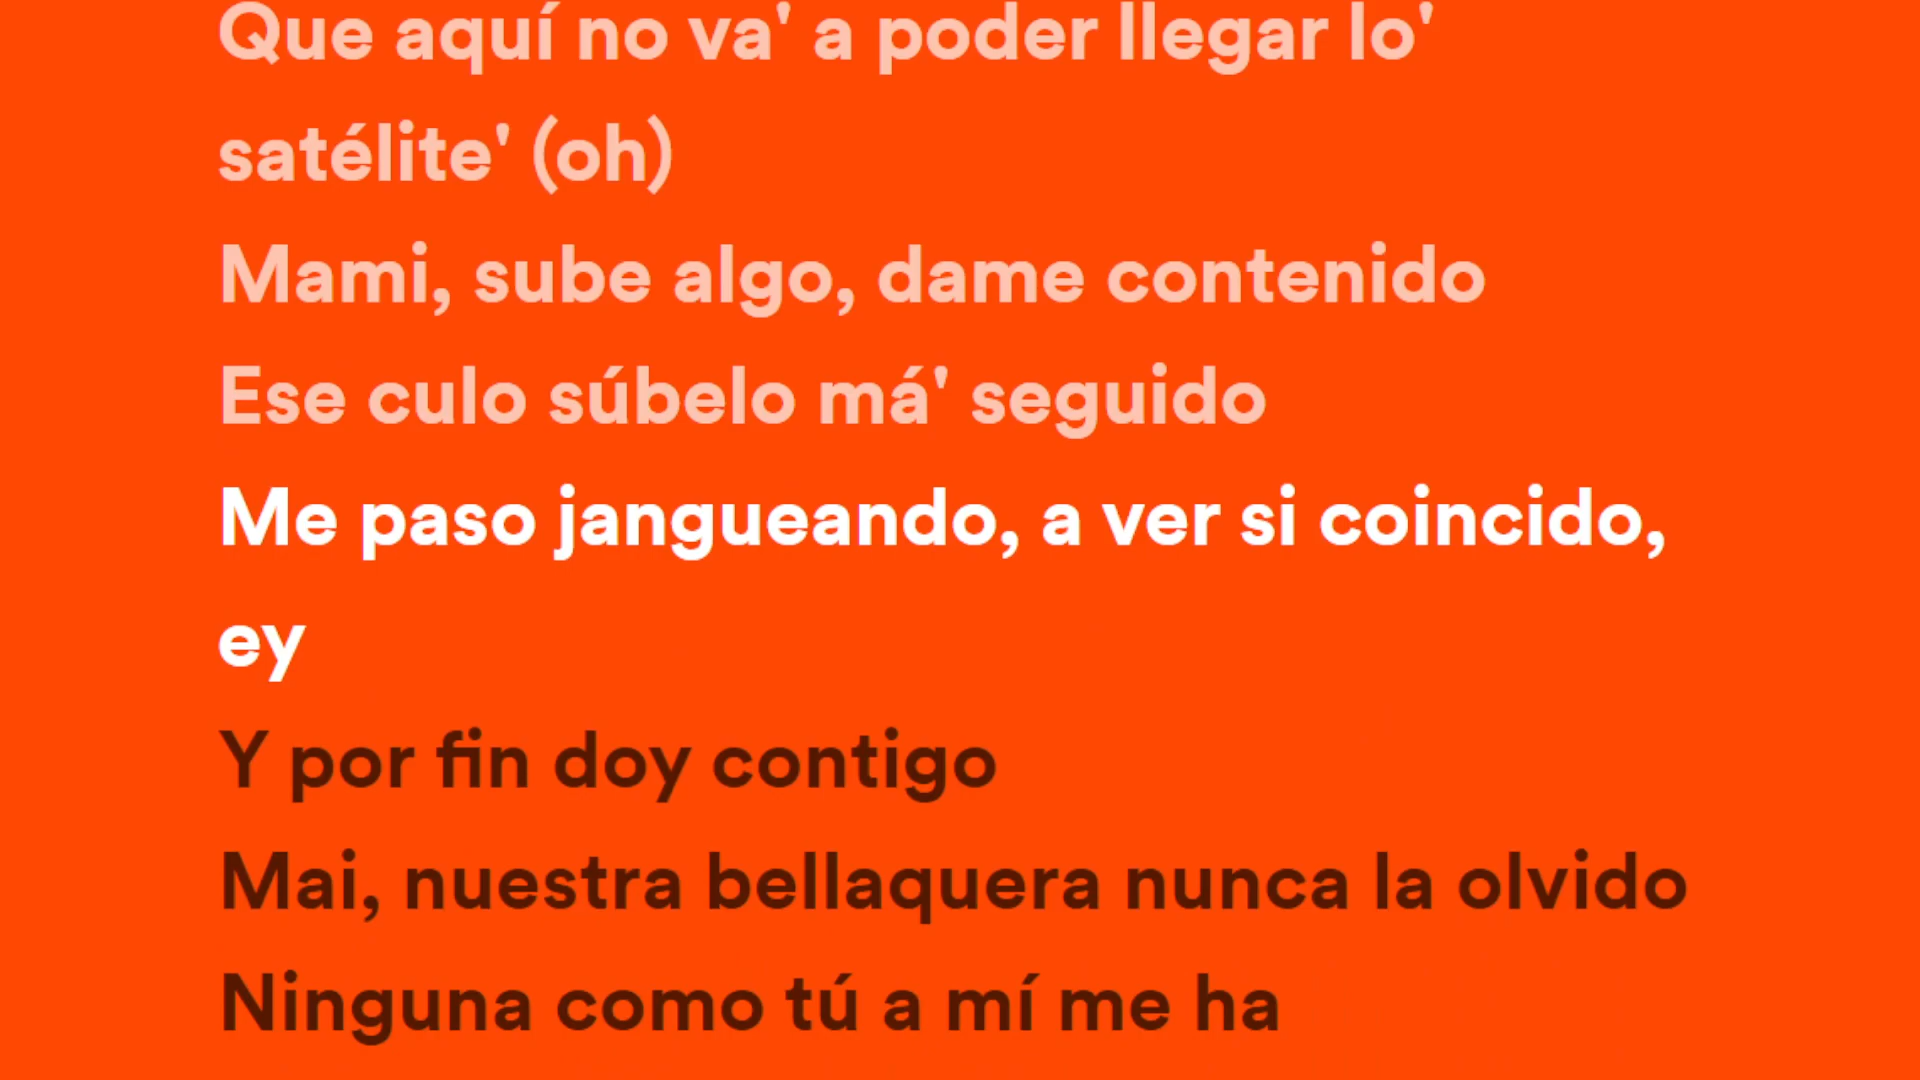 Que aquí no va' a poder llegar lo'
satélite' (oh)
Mami, sube algo, dame contenido
Ese culo súbelo má' seguido
Me paso jangueando, a ver si coincido,
ey
Y por fin doy contigo
Mai, nuestra bellaquera nunca la olvido
Ninguna como tú a mí me ha